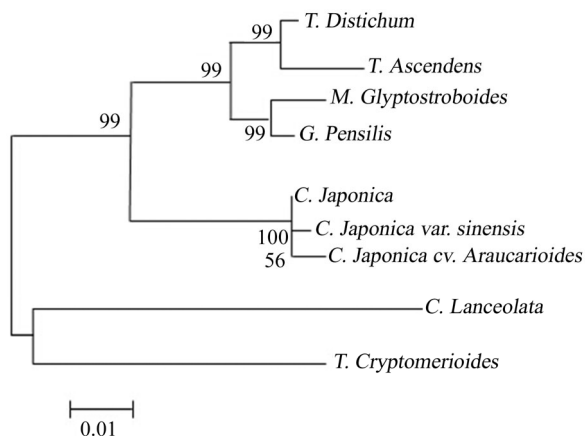 T. Distichum
99
T. Ascendens
99
M. Glyptostroboides
99
99
G. Pensilis
C. Japonica
C. Japonica var. sinensis
100
56
C. Japonica cv. Araucarioides
C. Lanceolata
T. Cryptomerioides
0.01